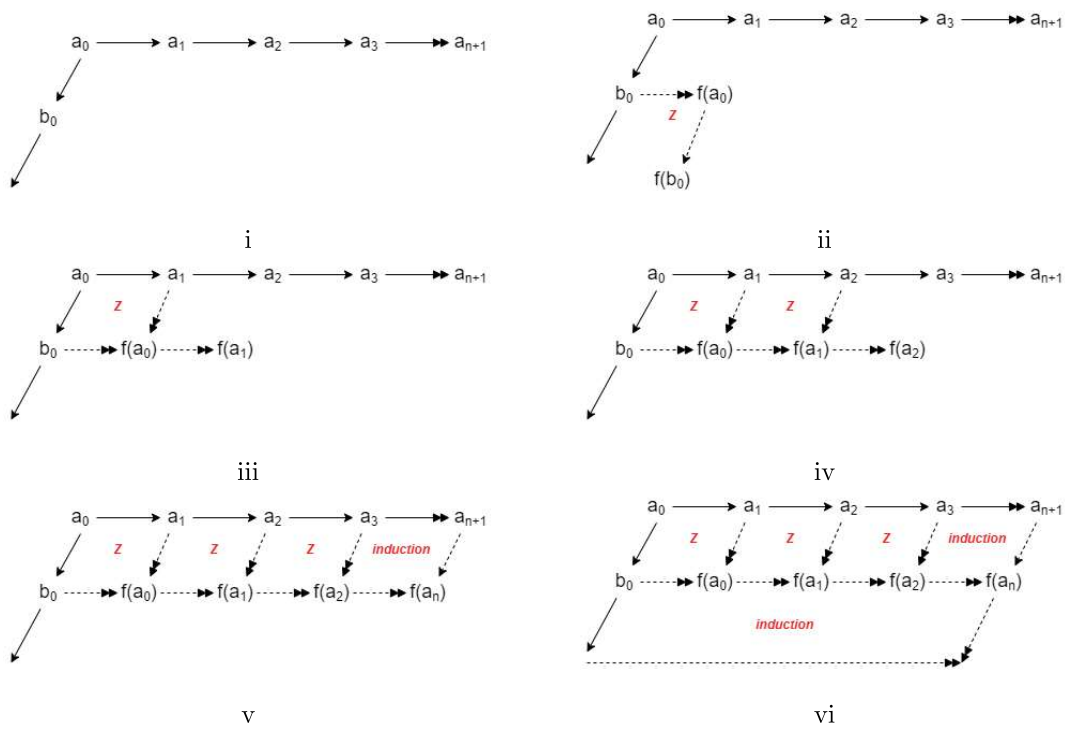 a₀ a₁ a₂ a₃ aₙ₊₁
b₀
i
a₀ a₁ a₂ a₃ aₙ₊₁
b₀ f(a₀)
z
f(b₀)
ii
a₀ a₁ a₂ a₃ aₙ₊₁
z
b₀ f(a₀) f(a₁)
iii
a₀ a₁ a₂ a₃ aₙ₊₁
z z
b₀ f(a₀) f(a₁) f(a₂)
iv
a₀ a₁ a₂ a₃ aₙ₊₁
z z z induction
b₀ f(a₀) f(a₁) f(a₂) f(aₙ)
v
a₀ a₁ a₂ a₃ aₙ₊₁
z z z induction
b₀ f(a₀) f(a₁) f(a₂) f(aₙ)
induction
vi